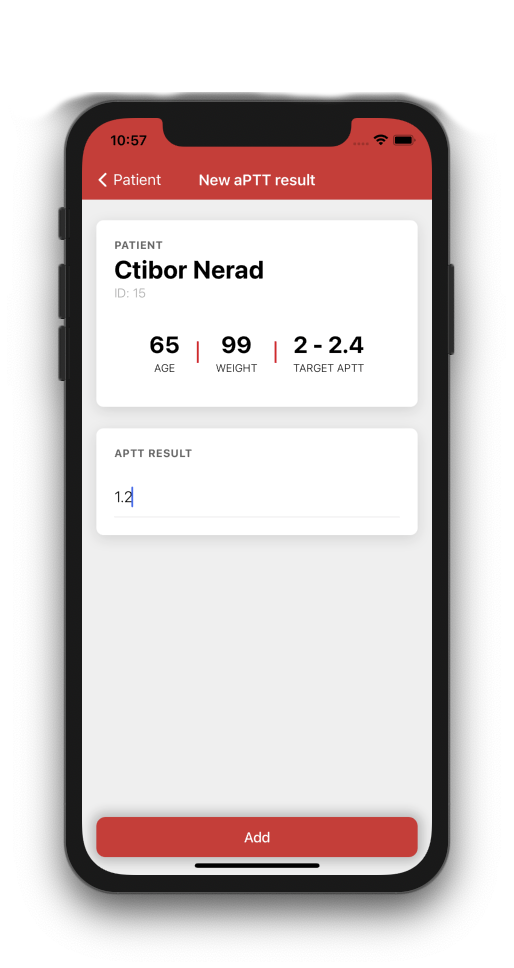 10:57
Patient New aPTT result
PATIENT
Ctibor Nerad
ID: 15
65 | 99 | 2 - 2.4
AGE WEIGHT TARGET APTT
APTT RESULT
1.2
Add